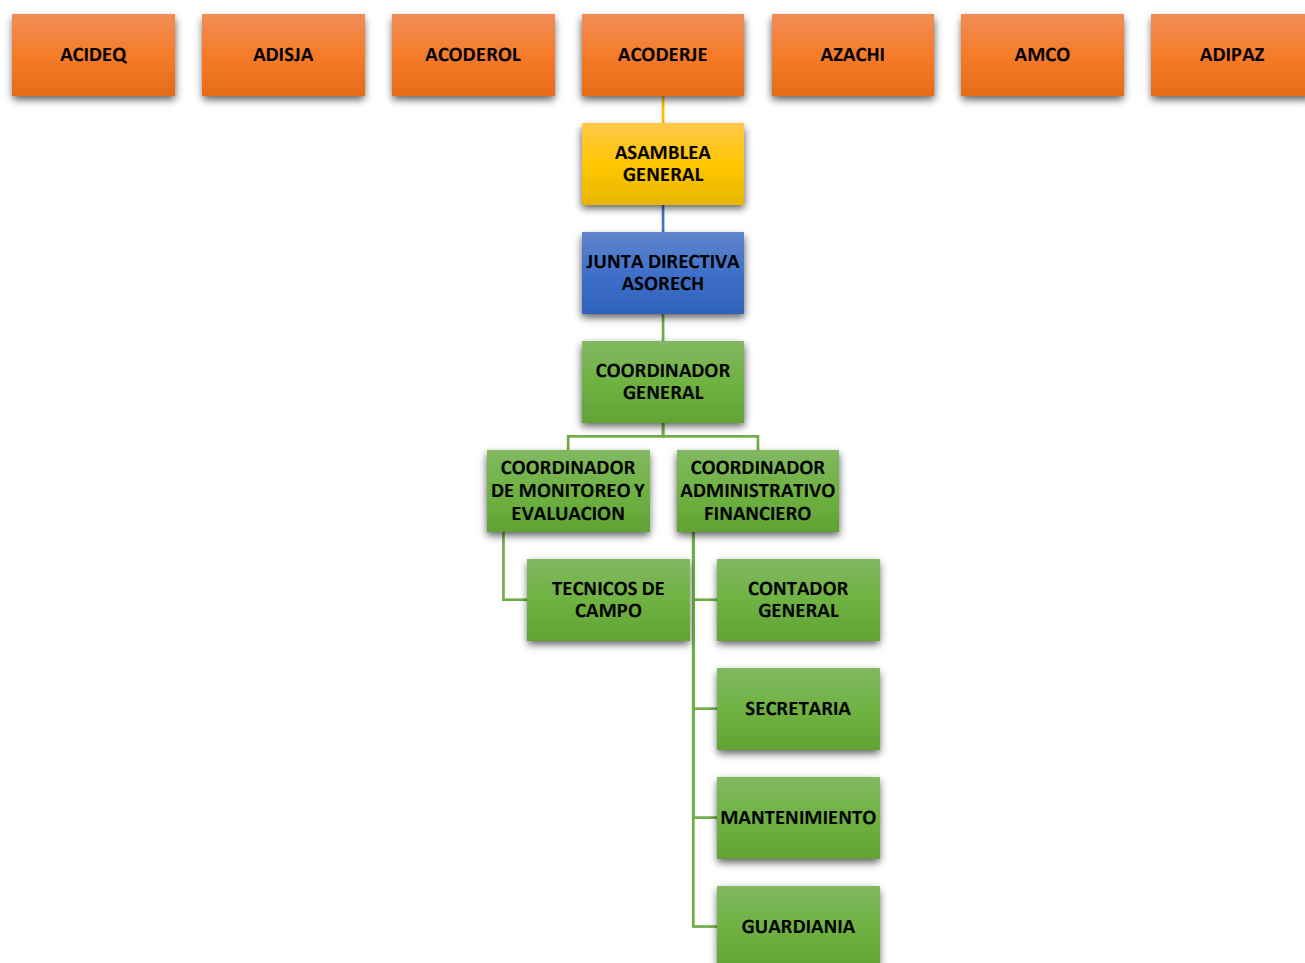 ACIDEQ
ADISJA
ACODEROL
ACODERJE
AZACHI
AMCO
ADIPAZ
ASAMBLEA
GENERAL
JUNTA DIRECTIVA
ASORECH
COORDINADOR
GENERAL
COORDINADOR
DE MONITOREO Y
EVALUACION
COORDINADOR
ADMINISTRATIVO
FINANCIERO
TECNICOS DE
CAMPO
CONTADOR
GENERAL
SECRETARIA
MANTENIMIENTO
GUARDIANIA